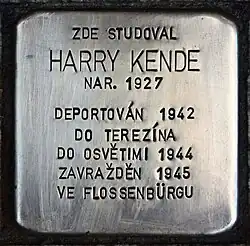 ZDE STUDOVAL
HARRY KENDE
NAR. 1927
DEPORTOVÁN 1942
DO TEREZÍNA
DO OSVĚTIMI 1944
ZAVRAŽDĚN 1945
VE FLOSSENBÜRGU